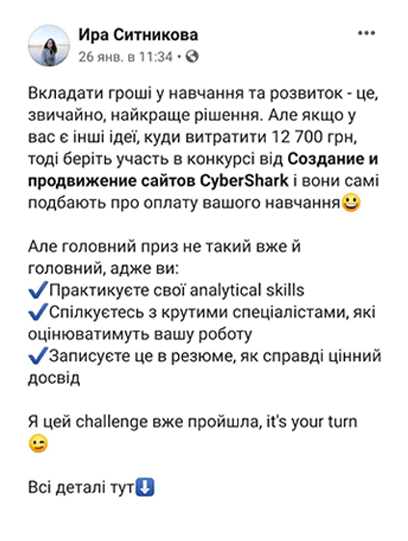 Ира Ситникова
26 янв. в 11:34 •
Вкладати гроші у навчання та розвиток - це,
звичайно, найкраще рішення. Але якщо у
вас є інші ідеї, куди витратити 12 700 грн,
тоді беріть участь в конкурсі від Создание и
продвижение сайтов CyberShark і вони самі
подбають про оплату вашого навчання😀
Але головний приз не такий вже й
головний, адже ви:
✔Практикуєте свої analytical skills
✔Спілкуєтесь з крутими спеціалістами, які
оцінюватимуть вашу роботу
✔Записуєте це в резюме, як справді цінний
досвід
Я цей challenge вже пройшла, it's your turn
😉
Всі деталі тут⬇